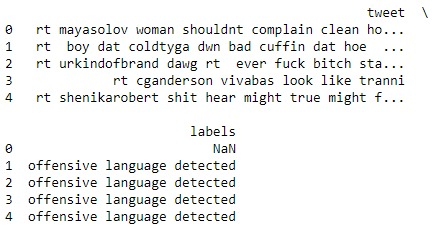 tweet \
0 rt mayasolov woman shouldnt complain clean ho...
1 rt boy dat coldtyga dwn bad cuffin dat hoe ...
2 rt urkindofbrand dawg rt ever fuck bitch sta...
3 rt cganderson vivabas look like tranni
4 rt shenikarobert shit hear might true might f...
labels
0 NaN
1 offensive language detected
2 offensive language detected
3 offensive language detected
4 offensive language detected